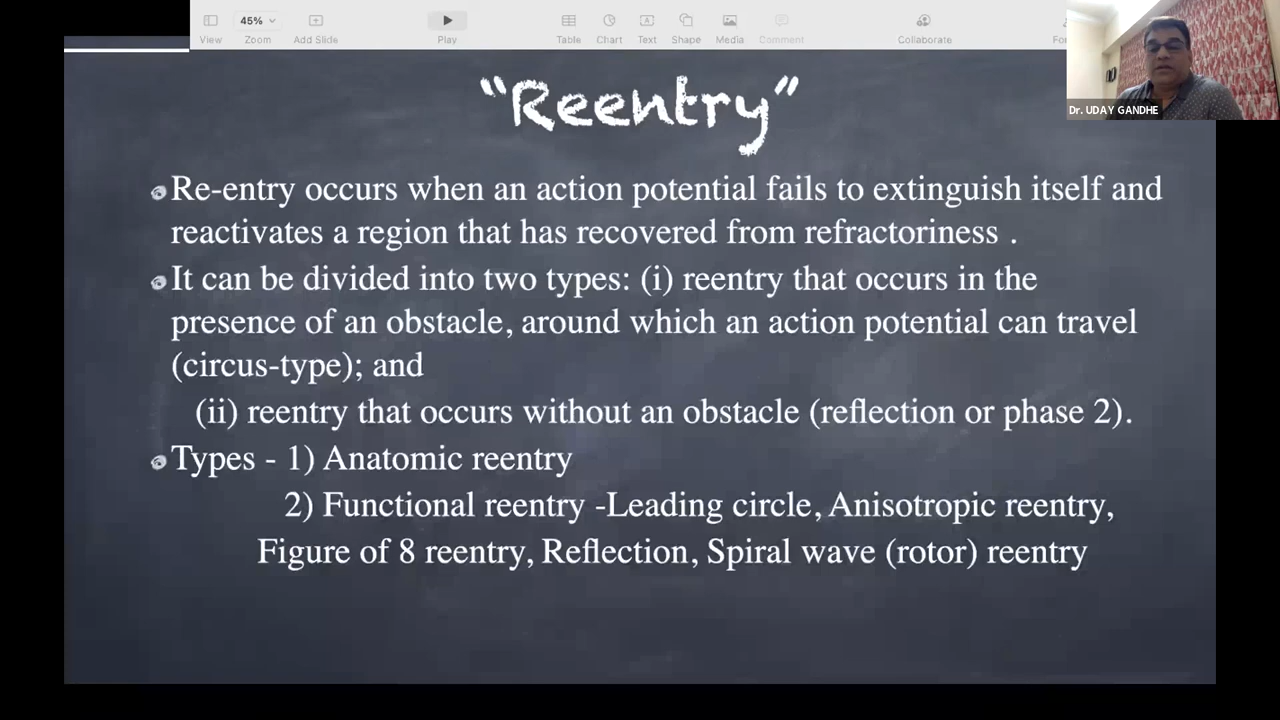 45%
View
Zoom
Add Slide
Play
Table
Chart
Text
Shape
Media
Comment
Collaborate
Dr. UDAY GANDHE
“Reentry”
Re-entry occurs when an action potential fails to extinguish itself and
reactivates a region that has recovered from refractoriness .
It can be divided into two types: (i) reentry that occurs in the
presence of an obstacle, around which an action potential can travel
(circus-type); and
(ii) reentry that occurs without an obstacle (reflection or phase 2).
Types - 1) Anatomic reentry
2) Functional reentry -Leading circle, Anisotropic reentry,
Figure of 8 reentry, Reflection, Spiral wave (rotor) reentry